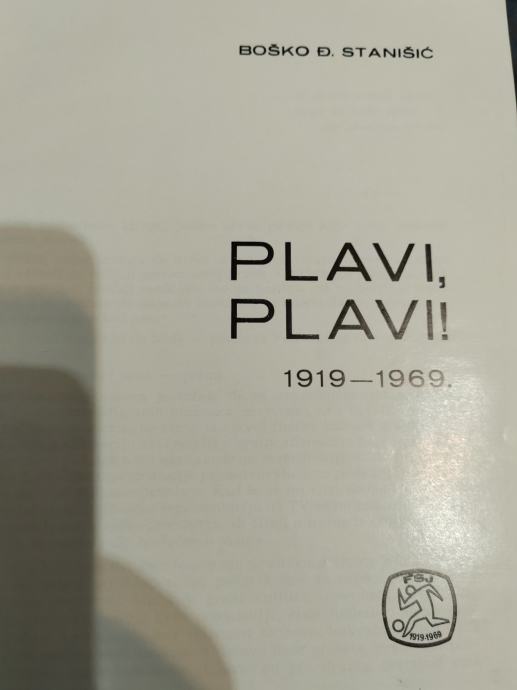 BOŠKO Đ. STANIŠIĆ
PLAVI,
PLAVI!
1919—1969.
FSJ
1919-1969